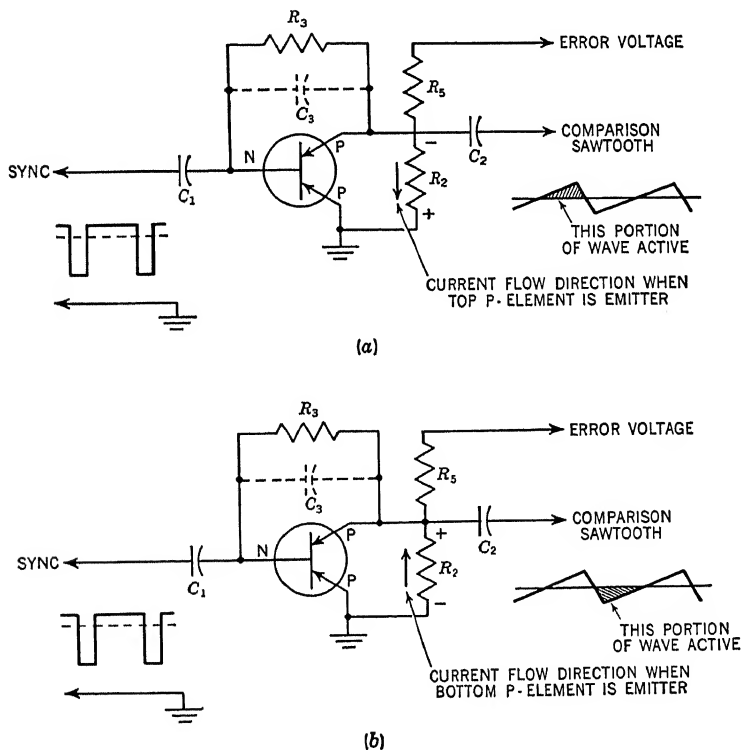 R3
ERROR VOLTAGE
C3
R5
P
N
C2
COMPARISON
SAWTOOTH
SYNC
C1
P
R2
−
+
THIS PORTION
OF WAVE ACTIVE
CURRENT FLOW DIRECTION WHEN
TOP P-ELEMENT IS EMITTER
(a)
R3
ERROR VOLTAGE
C3
R5
P
N
C2
COMPARISON
SAWTOOTH
SYNC
C1
P
R2
+
−
THIS PORTION
OF WAVE ACTIVE
CURRENT FLOW DIRECTION WHEN
BOTTOM P-ELEMENT IS EMITTER
(b)